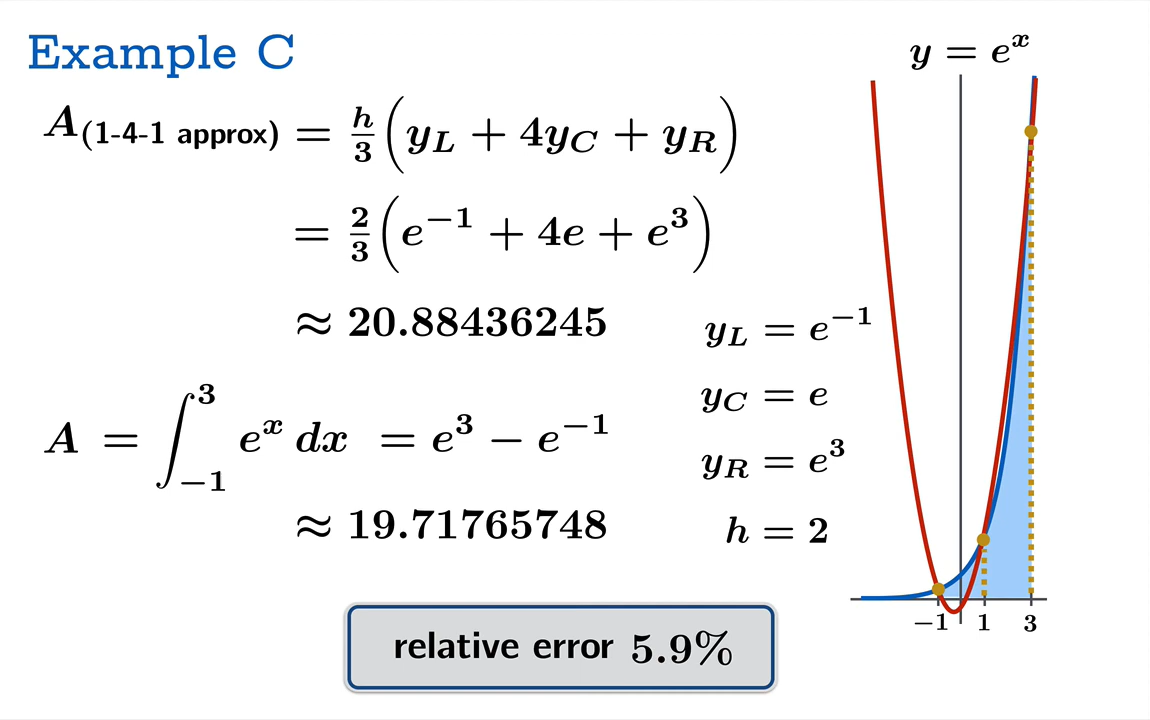 Example C
y = e^x
A_(1-4-1 approx) = h/3 (y_L + 4y_C + y_R)
= 2/3 (e^−1 + 4e + e^3)
≈ 20.88436245
y_L = e^−1
y_C = e
A = ∫_−1^3 e^x dx = e^3 − e^−1
y_R = e^3
≈ 19.71765748
h = 2
−1 1 3
relative error 5.9%